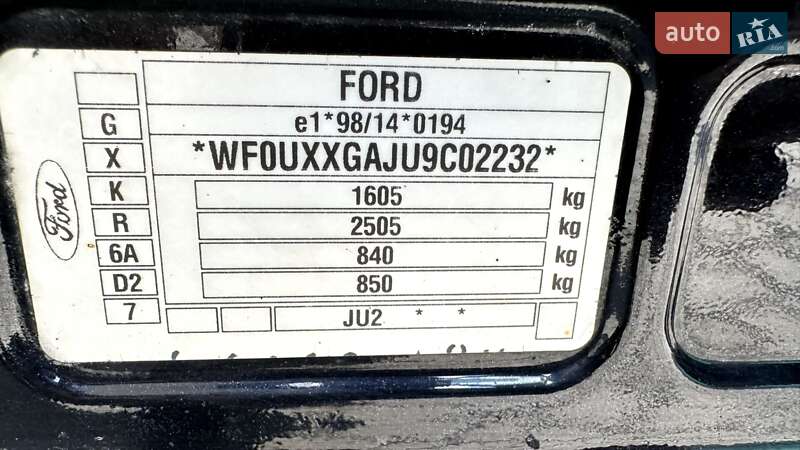 auto RIA.com
FORD
G e1*98/14*0194
X *WF0UXXGAJU9C02232*
K 1605 kg
R 2505 kg
6A 840 kg
D2 850 kg
7 JU2 * *
Ford